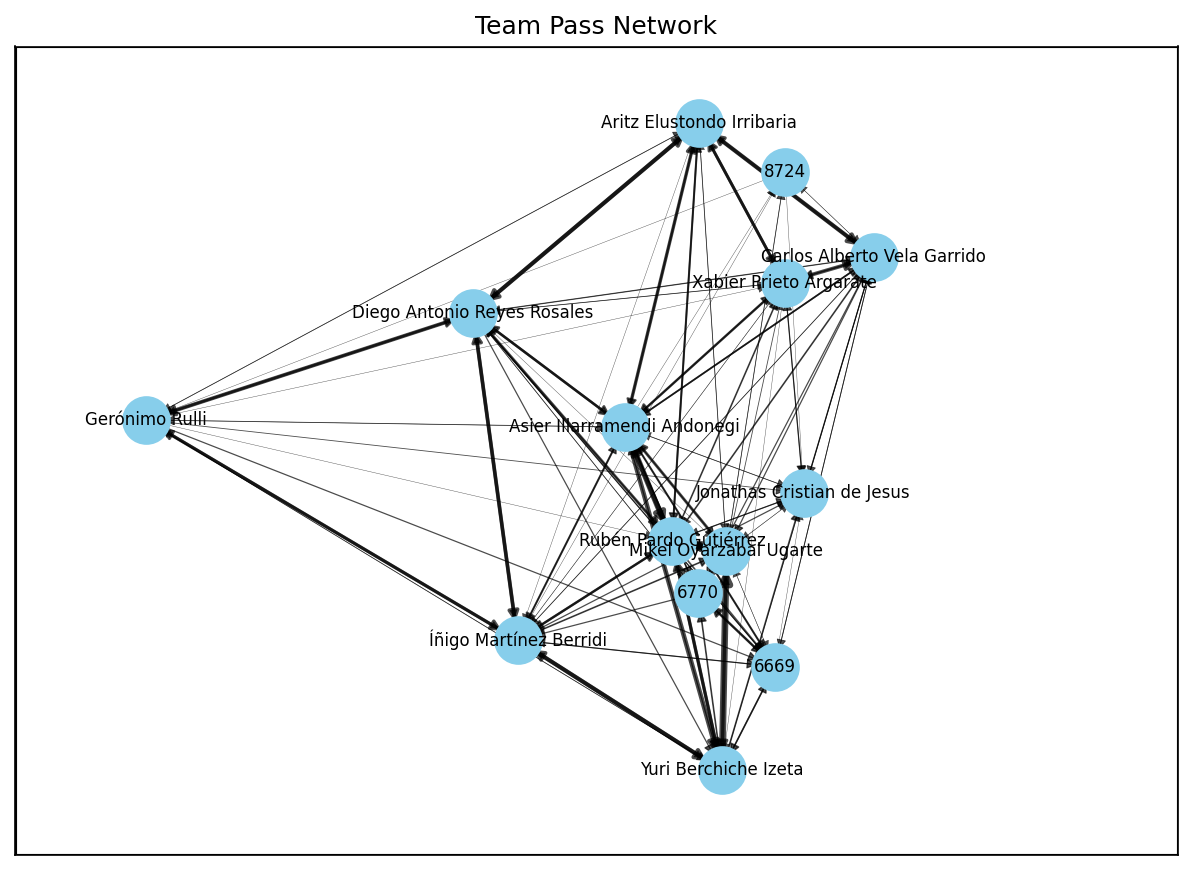 Team Pass Network
Aritz Elustondo Irribaria
8724
Carlos Alberto Vela Garrido
Xabier Prieto Argarate
Diego Antonio Reyes Rosales
Gerónimo Rulli
Asier Illarramendi Andonegi
Jonathas Cristian de Jesus
Rubén Pardo Gutiérrez
Mikel Oyarzabal Ugarte
6770
Íñigo Martínez Berridi
6669
Yuri Berchiche Izeta